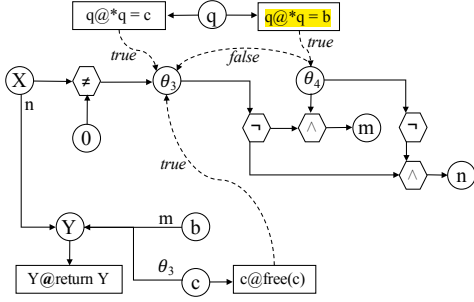 q@*q = c
q
q@*q = b
true
true
false
X
≠
θ3
θ4
n
0
¬
∧
m
¬
true
∧
n
Y
m
b
Y@return Y
θ3
c
c@free(c)